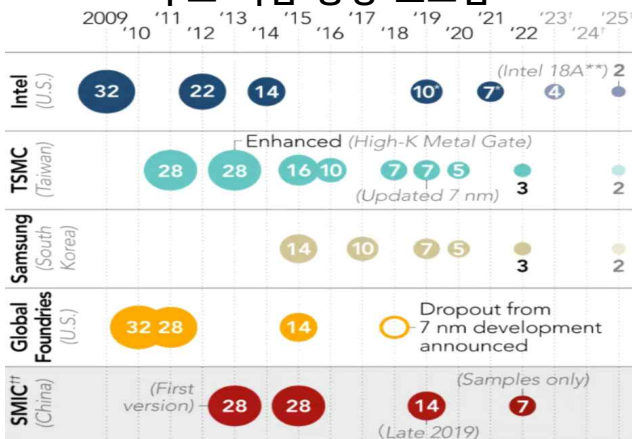 2009 '11 '13 '15 '17 '19 '21 '23† '25†
'10 '12 '14 '16 '18 '20 '22 '24†
Intel (U.S.)
32 22 14 10* 7* 4 (Intel 18A**) 2
TSMC (Taiwan)
Enhanced (High-K Metal Gate)
28 28 16 10 7 7 5 3 2
(Updated 7 nm)
Samsung (South Korea)
14 10 7 5 3 2
Global Foundries (U.S.)
32 28 14
Dropout from
7 nm development
announced
SMIC†† (China)
(First version) 28 28 14 7
(Samples only)
(Late 2019)